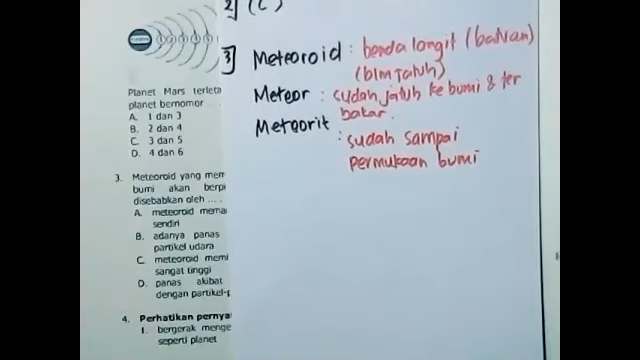 2] (C)
3] Meteoroid : benda langit (batuan)
(blm jatuh)
Meteor : sudah jatuh ke bumi & ter
bakar.
Meteorit : sudah sampai
permukaan bumi
Planet Mars terleta
planet bernomor ...
A. 1 dan 3
B. 2 dan 4
C. 3 dan 5
D. 4 dan 6
3. Meteoroid yang mem
bumi akan berpi
disebabkan oleh ....
A. meteoroid mema
sendiri
B. adanya panas
partikel udara
C. meteoroid memi
sangat tinggi
D. panas akibat
dengan partikel-p
4. Perhatikan pernya
1. bergerak menge
seperti planet